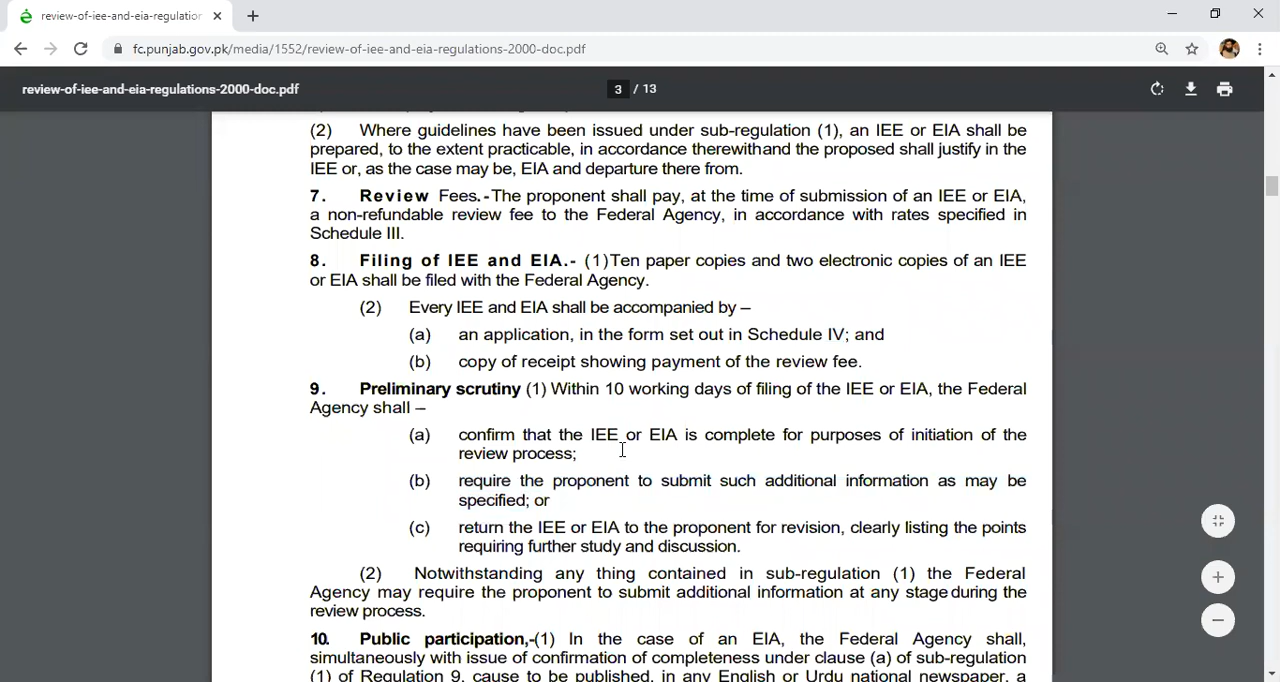 review-of-iee-and-eia-regulation
fc.punjab.gov.pk/media/1552/review-of-iee-and-eia-regulations-2000-doc.pdf
review-of-iee-and-eia-regulations-2000-doc.pdf
3 / 13
(2) Where guidelines have been issued under sub-regulation (1), an IEE or EIA shall be
prepared, to the extent practicable, in accordance therewithand the proposed shall justify in the
IEE or, as the case may be, EIA and departure there from.
7. Review Fees.-The proponent shall pay, at the time of submission of an IEE or EIA,
a non-refundable review fee to the Federal Agency, in accordance with rates specified in
Schedule III.
8. Filing of IEE and EIA.- (1)Ten paper copies and two electronic copies of an IEE
or EIA shall be filed with the Federal Agency.
(2) Every IEE and EIA shall be accompanied by –
(a) an application, in the form set out in Schedule IV; and
(b) copy of receipt showing payment of the review fee.
9. Preliminary scrutiny (1) Within 10 working days of filing of the IEE or EIA, the Federal
Agency shall –
(a) confirm that the IEE or EIA is complete for purposes of initiation of the
review process;
(b) require the proponent to submit such additional information as may be
specified; or
(c) return the IEE or EIA to the proponent for revision, clearly listing the points
requiring further study and discussion.
(2) Notwithstanding any thing contained in sub-regulation (1) the Federal
Agency may require the proponent to submit additional information at any stage during the
review process.
10. Public participation,-(1) In the case of an EIA, the Federal Agency shall,
simultaneously with issue of confirmation of completeness under clause (a) of sub-regulation
(1) of Regulation 9, cause to be published, in any English or Urdu national newspaper, a